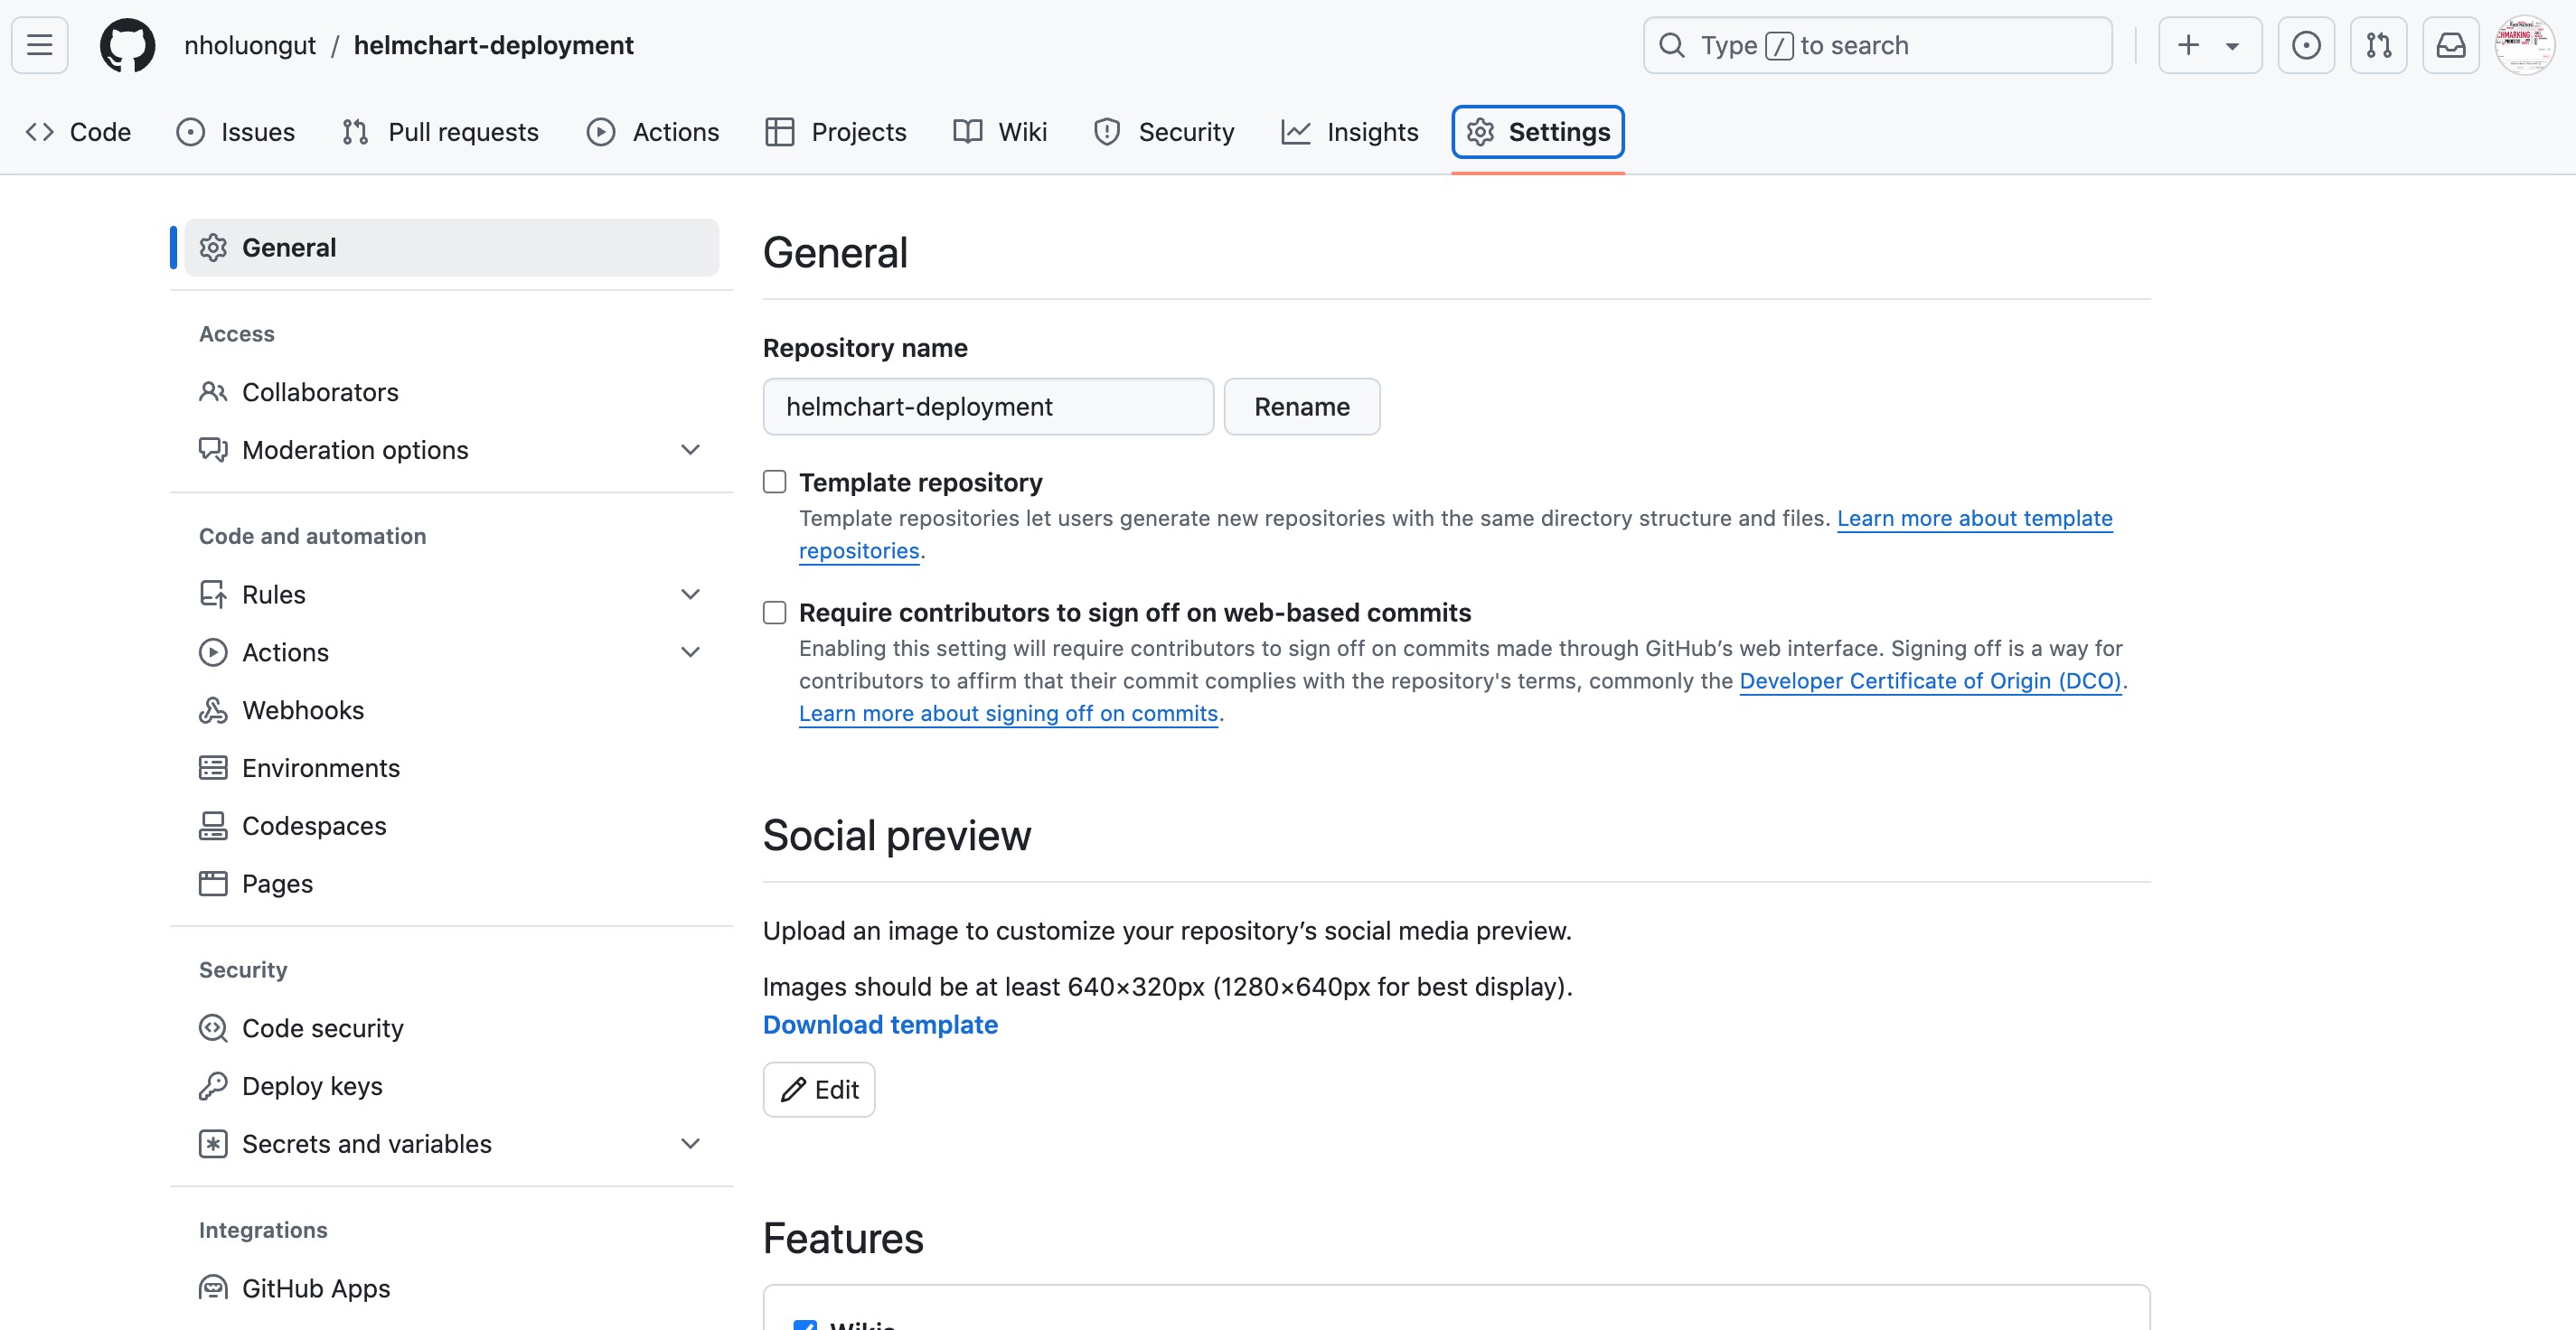 nholuongut / helmchart-deployment
Type / to search
Code
Issues
Pull requests
Actions
Projects
Wiki
Security
Insights
Settings
General
Access
Collaborators
Moderation options
Code and automation
Rules
Actions
Webhooks
Environments
Codespaces
Pages
Security
Code security
Deploy keys
Secrets and variables
Integrations
GitHub Apps
General
Repository name
helmchart-deployment
Rename
Template repository
Template repositories let users generate new repositories with the same directory structure and files. Learn more about template
repositories.
Require contributors to sign off on web-based commits
Enabling this setting will require contributors to sign off on commits made through GitHub’s web interface. Signing off is a way for
contributors to affirm that their commit complies with the repository's terms, commonly the Developer Certificate of Origin (DCO).
Learn more about signing off on commits.
Social preview
Upload an image to customize your repository’s social media preview.
Images should be at least 640×320px (1280×640px for best display).
Download template
Edit
Features
Wikis